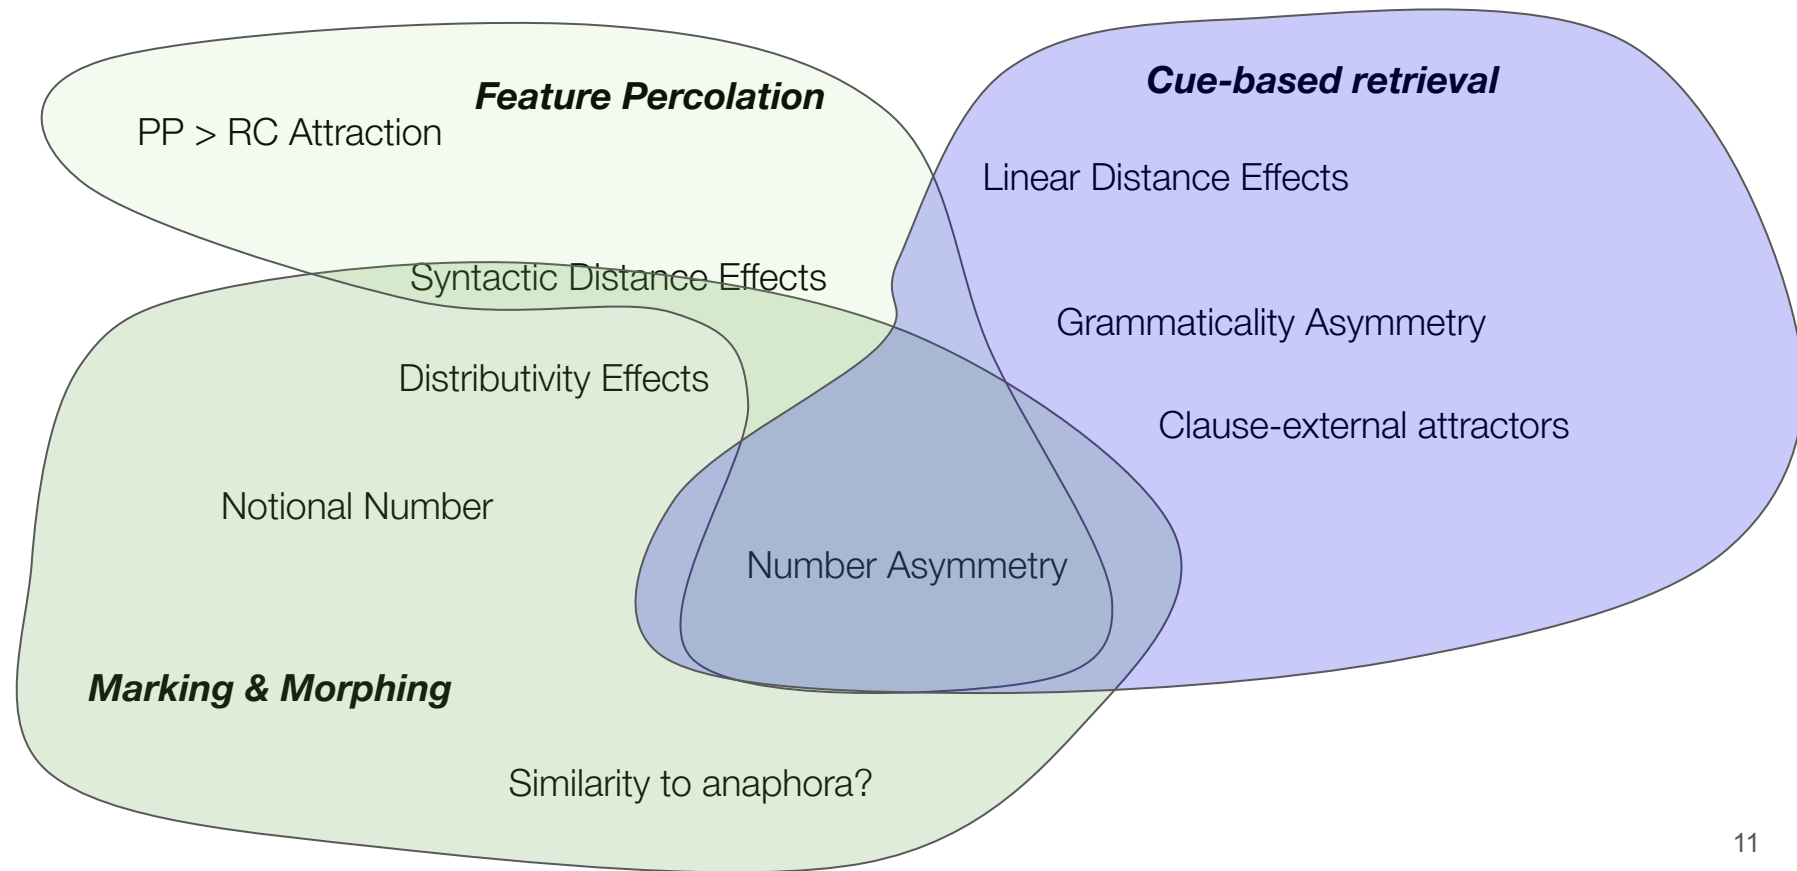 Feature Percolation
PP > RC Attraction
Syntactic Distance Effects
Cue-based retrieval
Linear Distance Effects
Grammaticality Asymmetry
Clause-external attractors
Distributivity Effects
Notional Number
Number Asymmetry
Marking & Morphing
Similarity to anaphora?
11